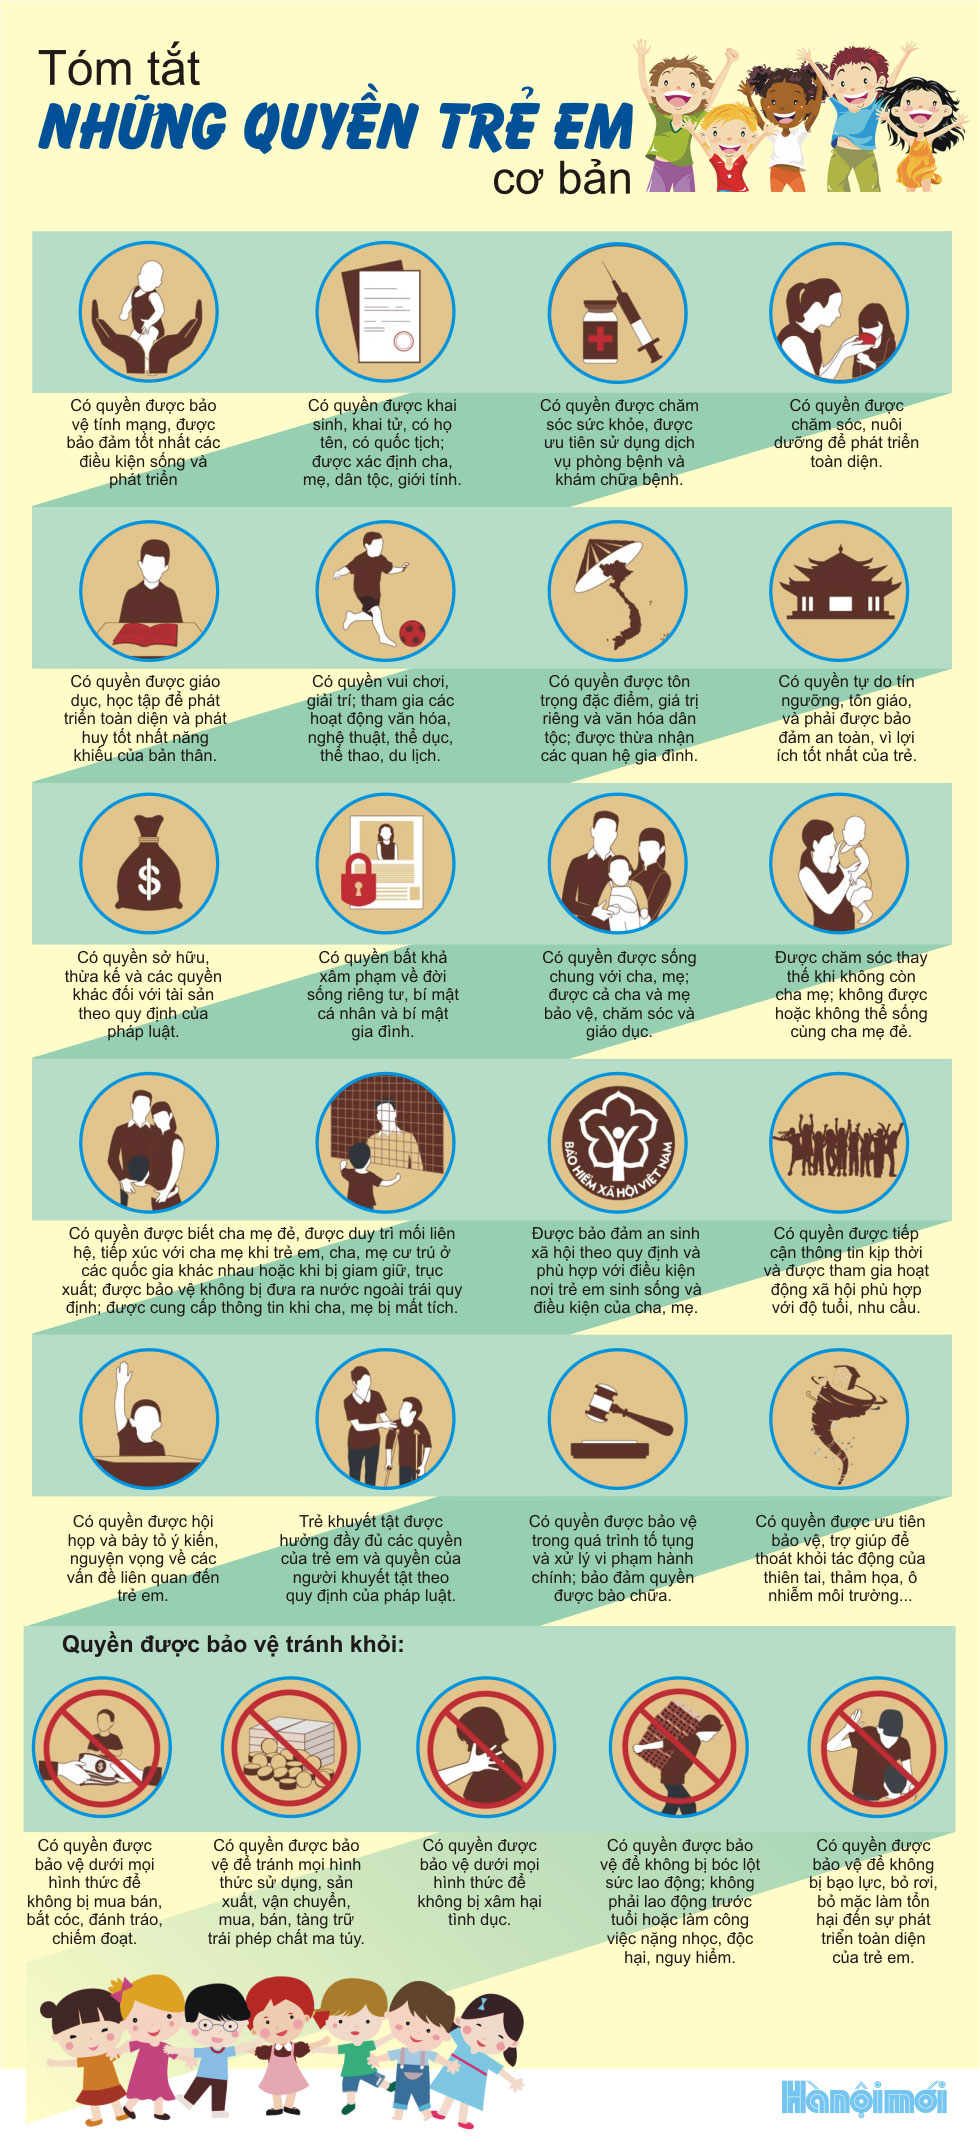 Tóm tắt
NHỮNG QUYỀN TRẺ EM
cơ bản
Có quyền được bảo
vệ tính mạng, được
bảo đảm tốt nhất các
điều kiện sống và
phát triển
Có quyền được khai
sinh, khai tử, có họ
tên, có quốc tịch;
được xác định cha,
mẹ, dân tộc, giới tính.
Có quyền được chăm
sóc sức khỏe, được
ưu tiên sử dụng dịch
vụ phòng bệnh và
khám chữa bệnh.
Có quyền được
chăm sóc, nuôi
dưỡng để phát triển
toàn diện.
Có quyền được giáo
dục, học tập để phát
triển toàn diện và phát
huy tốt nhất năng
khiếu của bản thân.
Có quyền vui chơi,
giải trí; tham gia các
hoạt động văn hóa,
nghệ thuật, thể dục,
thể thao, du lịch.
Có quyền được tôn
trọng đặc điểm, giá trị
riêng và văn hóa dân
tộc; được thừa nhận
các quan hệ gia đình.
Có quyền tự do tín
ngưỡng, tôn giáo,
và phải được bảo
đảm an toàn, vì lợi
ích tốt nhất của trẻ.
$
Có quyền sở hữu,
thừa kế và các quyền
khác đối với tài sản
theo quy định của
pháp luật.
Có quyền bất khả
xâm phạm về đời
sống riêng tư, bí mật
cá nhân và bí mật
gia đình.
Có quyền được sống
chung với cha, mẹ;
được cả cha và mẹ
bảo vệ, chăm sóc và
giáo dục.
Được chăm sóc thay
thế khi không còn
cha mẹ; không được
hoặc không thể sống
cùng cha mẹ đẻ.
BẢO HIỂM XÃ HỘI VIỆT NAM
Có quyền được biết cha mẹ đẻ, được duy trì mối liên
hệ, tiếp xúc với cha mẹ khi trẻ em, cha, mẹ cư trú ở
các quốc gia khác nhau hoặc khi bị giam giữ, trục
xuất; được bảo vệ không bị đưa ra nước ngoài trái quy
định; được cung cấp thông tin khi cha, mẹ bị mất tích.
Được bảo đảm an sinh
xã hội theo quy định và
phù hợp với điều kiện
nơi trẻ em sinh sống và
điều kiện của cha, mẹ.
Có quyền được tiếp
cận thông tin kịp thời
và được tham gia hoạt
động xã hội phù hợp
với độ tuổi, nhu cầu.
Có quyền được hội
họp và bày tỏ ý kiến,
nguyện vọng về các
vấn đề liên quan đến
trẻ em.
Trẻ khuyết tật được
hưởng đầy đủ các quyền
của trẻ em và quyền của
người khuyết tật theo
quy định của pháp luật.
Có quyền được bảo vệ
trong quá trình tố tụng
và xử lý vi phạm hành
chính; bảo đảm quyền
được bào chữa.
Có quyền được ưu tiên
bảo vệ, trợ giúp để
thoát khỏi tác động của
thiên tai, thảm họa, ô
nhiễm môi trường...
Quyền được bảo vệ tránh khỏi:
$
Có quyền được
bảo vệ dưới mọi
hình thức để
không bị mua bán,
bắt cóc, đánh tráo,
chiếm đoạt.
Có quyền được bảo
vệ để tránh mọi hình
thức sử dụng, sản
xuất, vận chuyển,
mua, bán, tàng trữ
trái phép chất ma túy.
Có quyền được
bảo vệ dưới mọi
hình thức để
không bị xâm hại
tình dục.
Có quyền được bảo
vệ để không bị bóc lột
sức lao động; không
phải lao động trước
tuổi hoặc làm công
việc nặng nhọc, độc
hại, nguy hiểm.
Có quyền được
bảo vệ để không
bị bạo lực, bỏ rơi,
bỏ mặc làm tổn
hại đến sự phát
triển toàn diện
của trẻ em.
Hànộimới